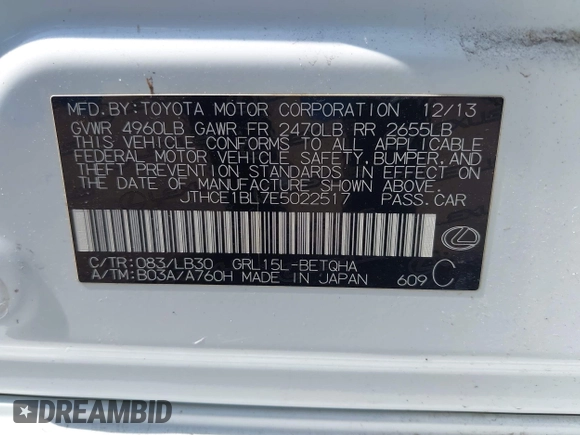 MFD. BY: TOYOTA MOTOR CORPORATION 12/13
GVWR 4960LB GAWR FR 2470LB RR 2655LB
THIS VEHICLE CONFORMS TO ALL APPLICABLE
FEDERAL MOTOR VEHICLE SAFETY, BUMPER, AND
THEFT PREVENTION STANDARDS IN EFFECT ON
THE DATE OF MANUFACTURE SHOWN ABOVE.
JTHCE1BL7E5022517 PASS. CAR
C/TR: 083/LB30 GRL15L-BETQHA
A/TM: B03A/A760H MADE IN JAPAN 609 C
DREAMBID